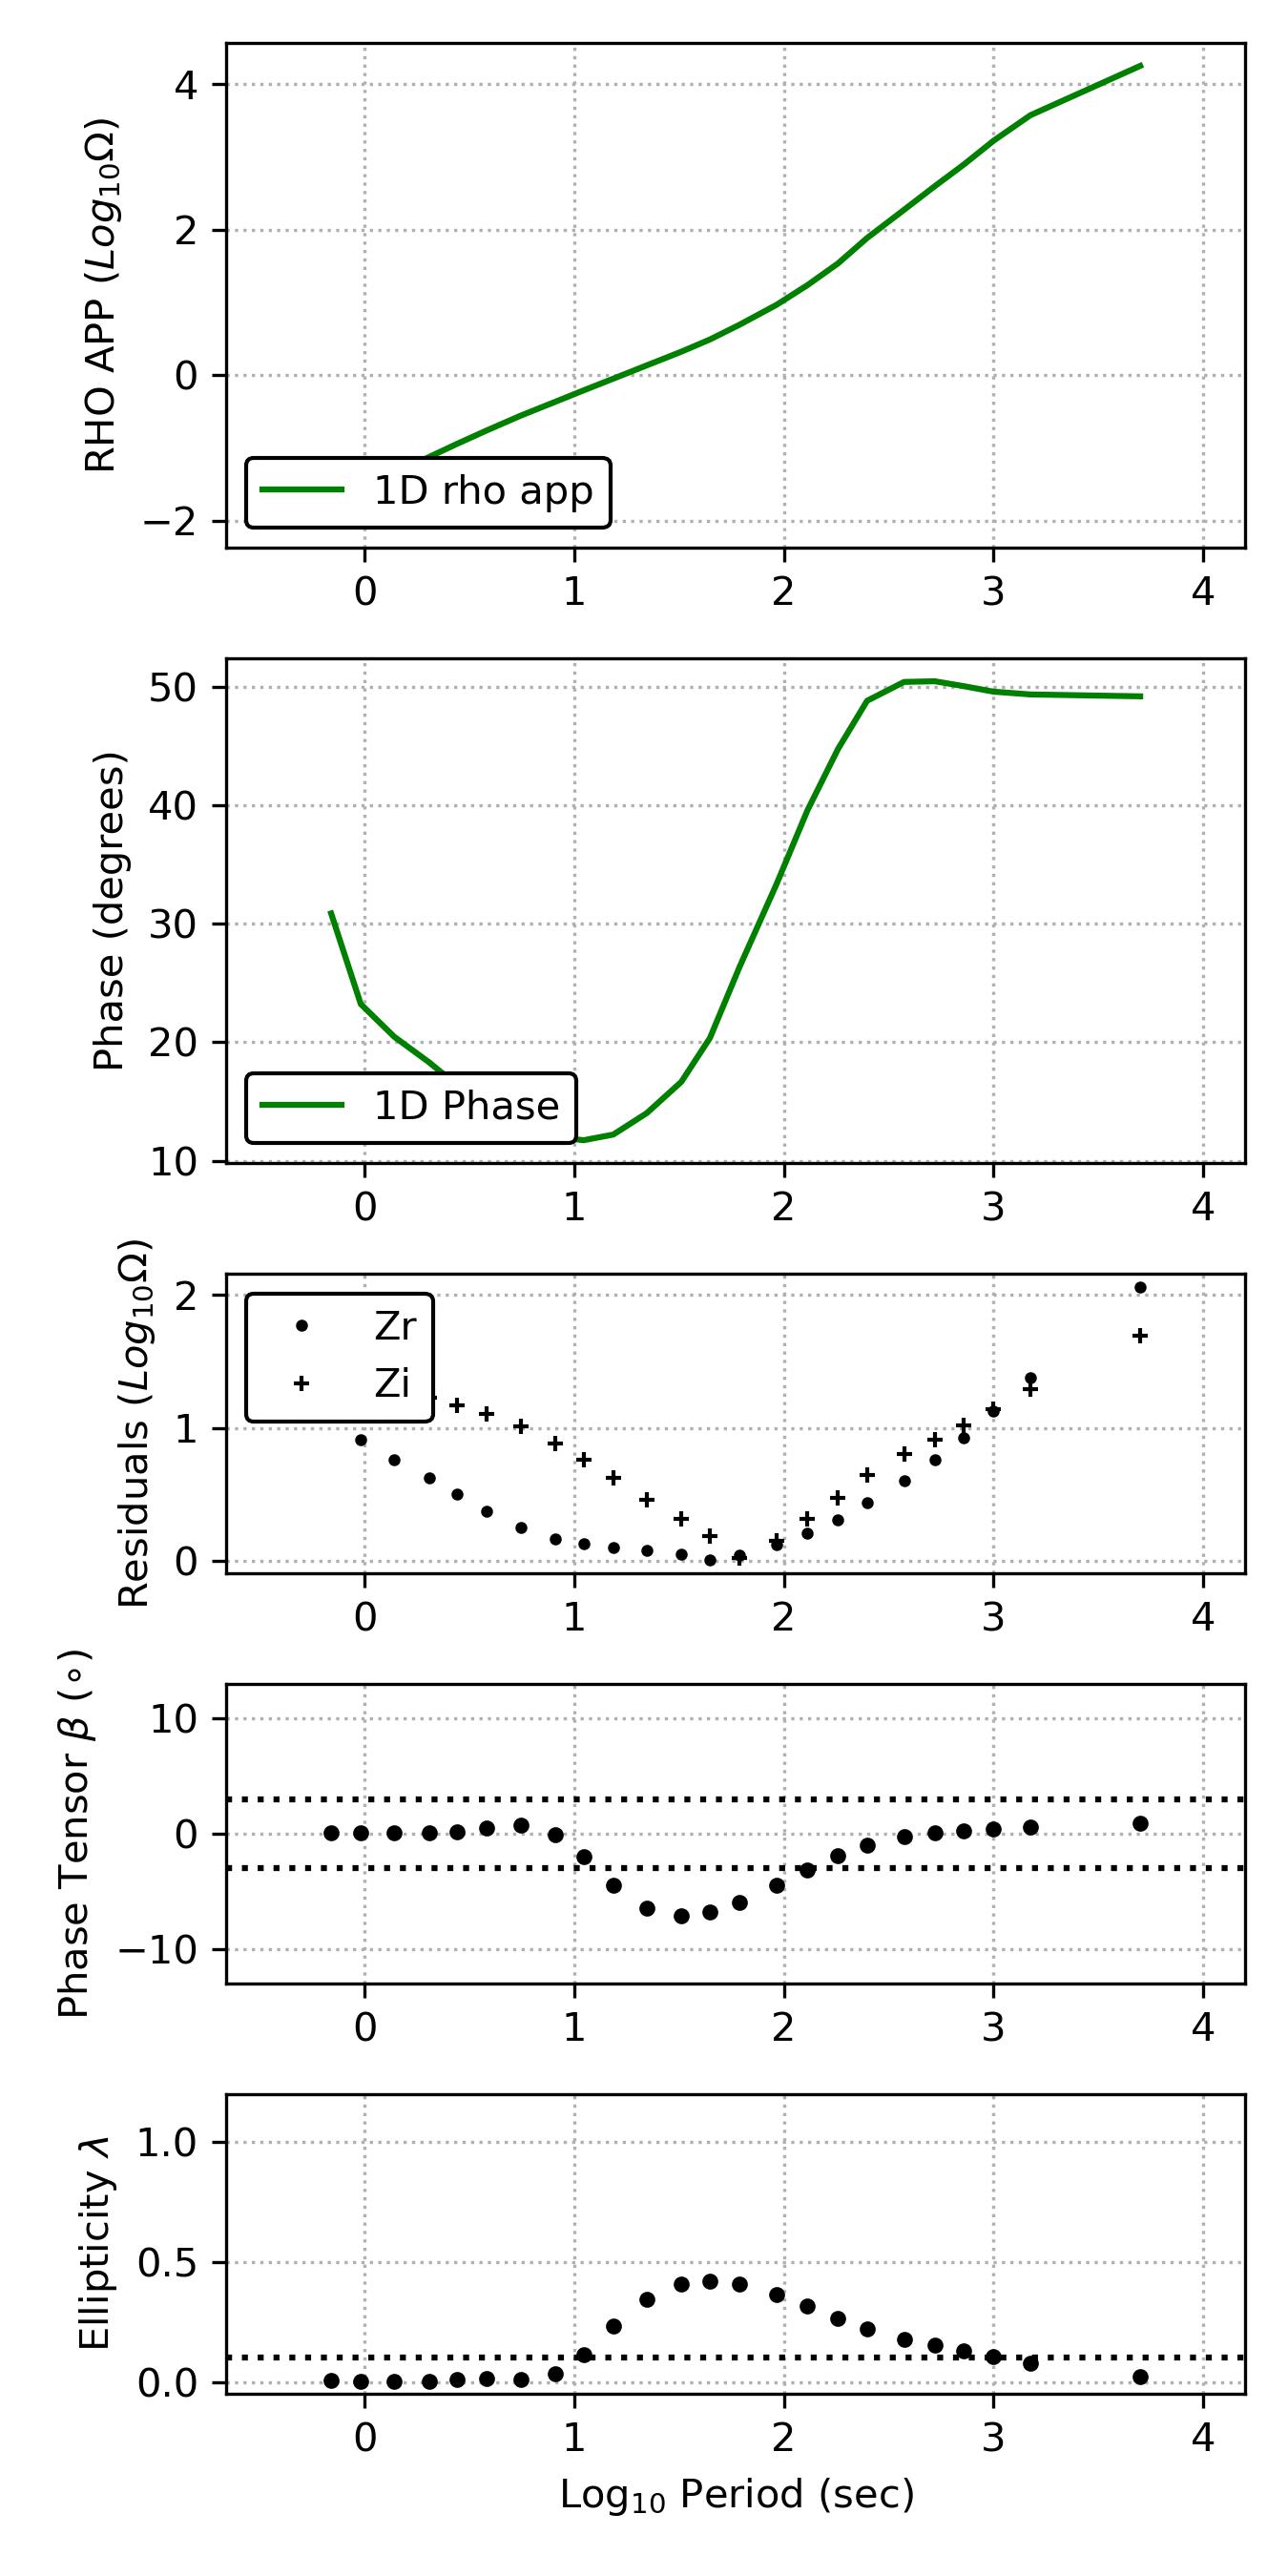 RHO APP (Log₁₀Ω)
4
2
0
−2
1D rho app
0 1 2 3 4
Phase (degrees)
50
40
30
20
10
1D Phase
0 1 2 3 4
Residuals (Log₁₀Ω)
2
1
0
Zr
Zi
0 1 2 3 4
Phase Tensor β (∘)
10
0
−10
0 1 2 3 4
Ellipticity λ
1.0
0.5
0.0
0 1 2 3 4
Log₁₀ Period (sec)